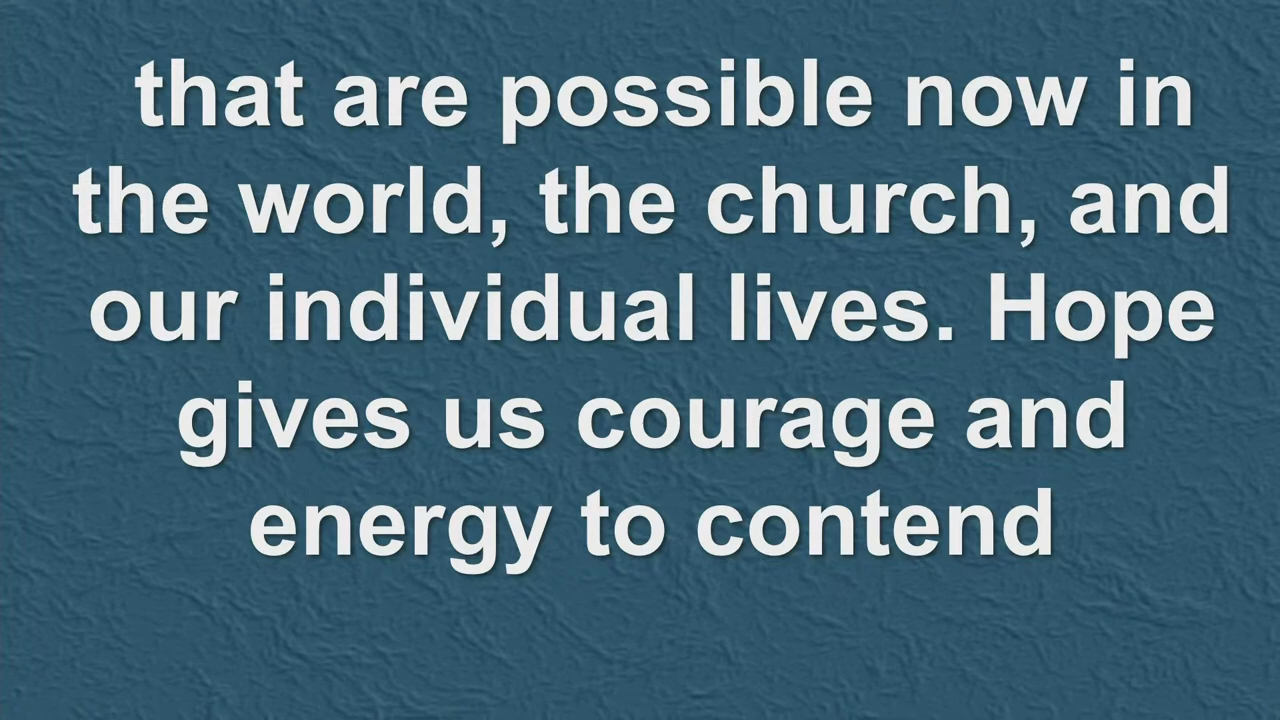 that are possible now in
the world, the church, and
our individual lives. Hope
gives us courage and
energy to contend